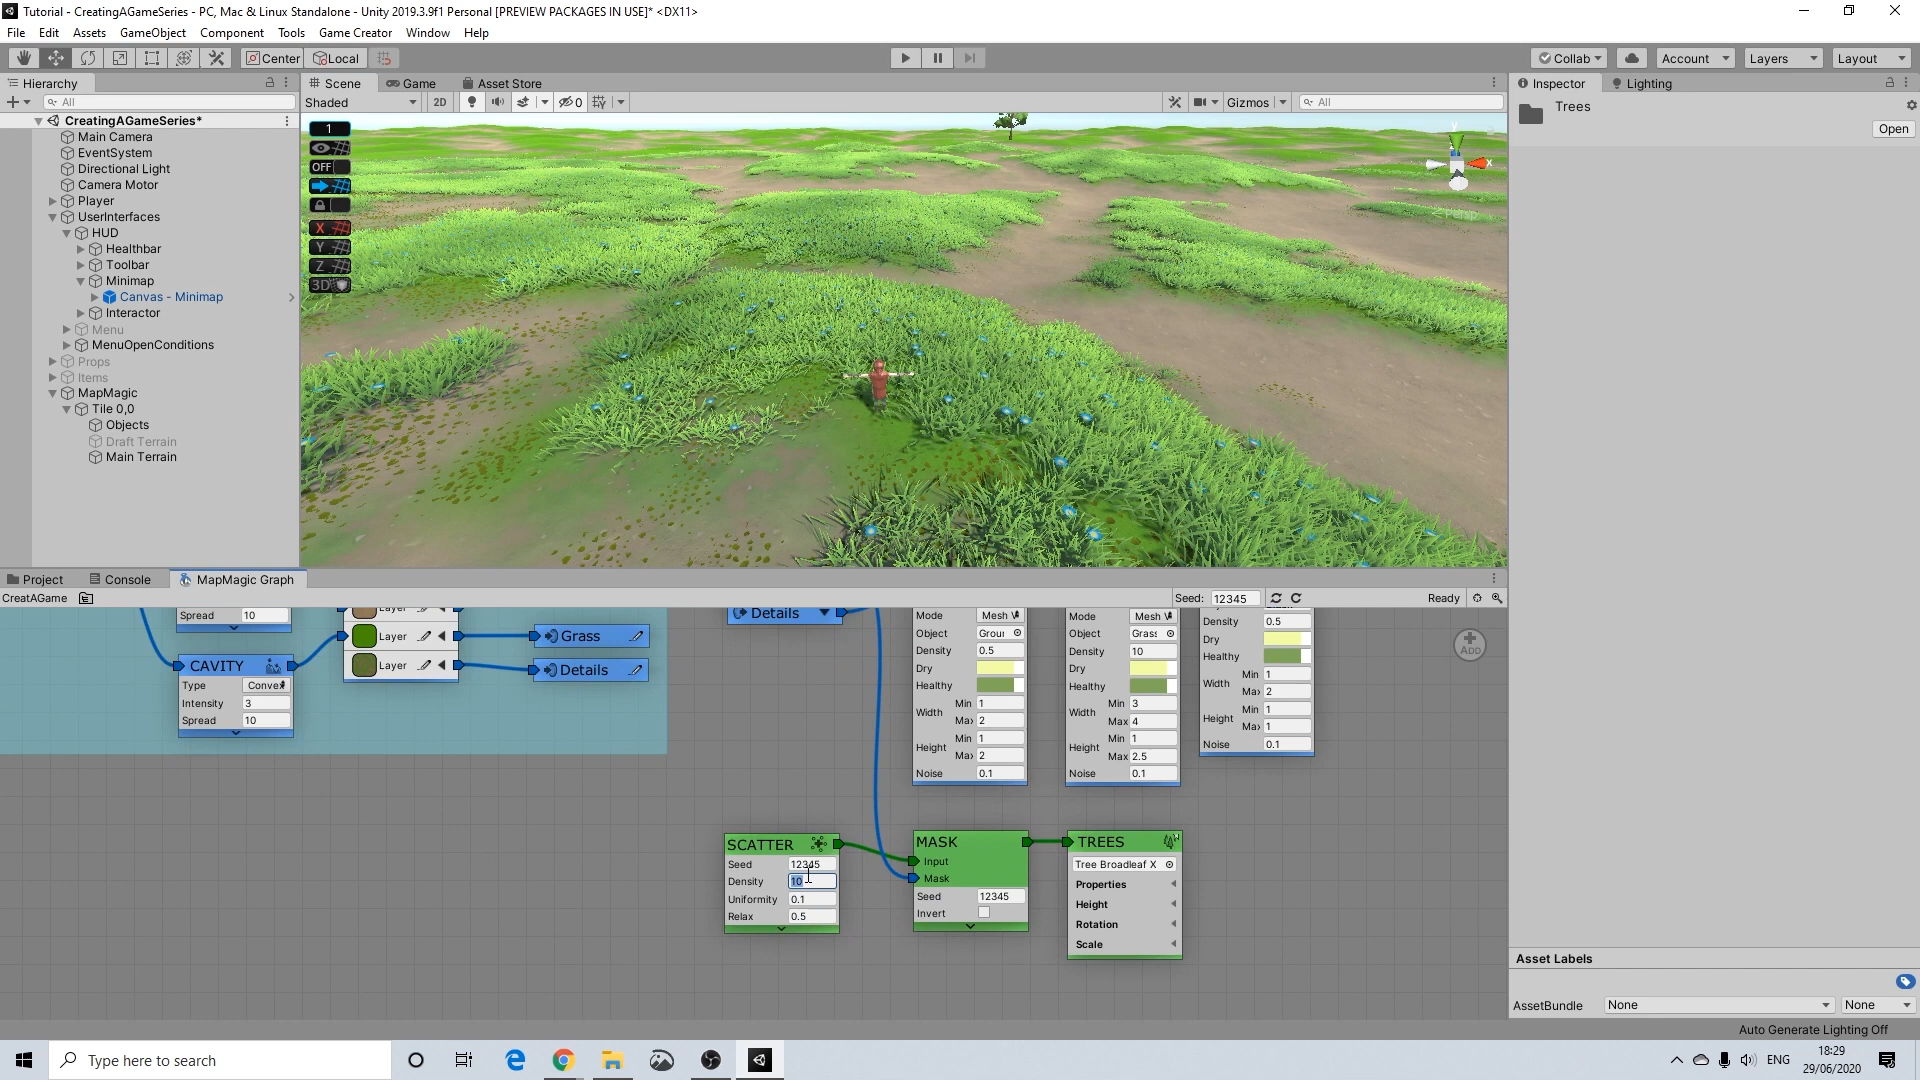 Tutorial - CreatingAGameSeries - PC, Mac & Linux Standalone - Unity 2019.3.9f1 Personal [PREVIEW PACKAGES IN USE]* <DX11>
File Edit Assets GameObject Component Tools Game Creator Window Help
Center Local Collab Account Layers Layout
Hierarchy
All
CreatingAGameSeries*
Main Camera
EventSystem
Directional Light
Camera Motor
Player
UserInterfaces
HUD
Healthbar
Toolbar
Minimap
Canvas - Minimap
Interactor
Menu
MenuOpenConditions
Props
Items
MapMagic
Tile 0,0
Objects
Draft Terrain
Main Terrain
Scene Game Asset Store
Shaded 2D 0 Gizmos All
1
OFF
X
Y
Z
3D
X
Persp
Inspector Lighting
Trees
Open
Project Console MapMagic Graph
CreatAGame Seed: 12345 Ready
Spread 10
Layer
CAVITY
Type Conve
Intensity 3
Spread 10
Layer
Layer
Grass
Details
Details
Mode Mesh V
Object Grour
Density 0.5
Dry
Healthy
Width Min 1
Max 2
Height Min 1
Max 2
Noise 0.1
Mode Mesh V
Object Grass
Density 10
Dry
Healthy
Width Min 3
Max 4
Height Min 1
Max 2.5
Noise 0.1
Density 0.5
Dry
Healthy
Width Min 1
Max 2
Height Min 1
Max 1
Noise 0.1
ADD
SCATTER
Seed 12345
Density 10
Uniformity 0.1
Relax 0.5
MASK
Input
Mask
Seed 12345
Invert
TREES
Tree Broadleaf X
Properties
Height
Rotation
Scale
Asset Labels
AssetBundle None None
Auto Generate Lighting Off
Type here to search
ENG
18:29
29/06/2020